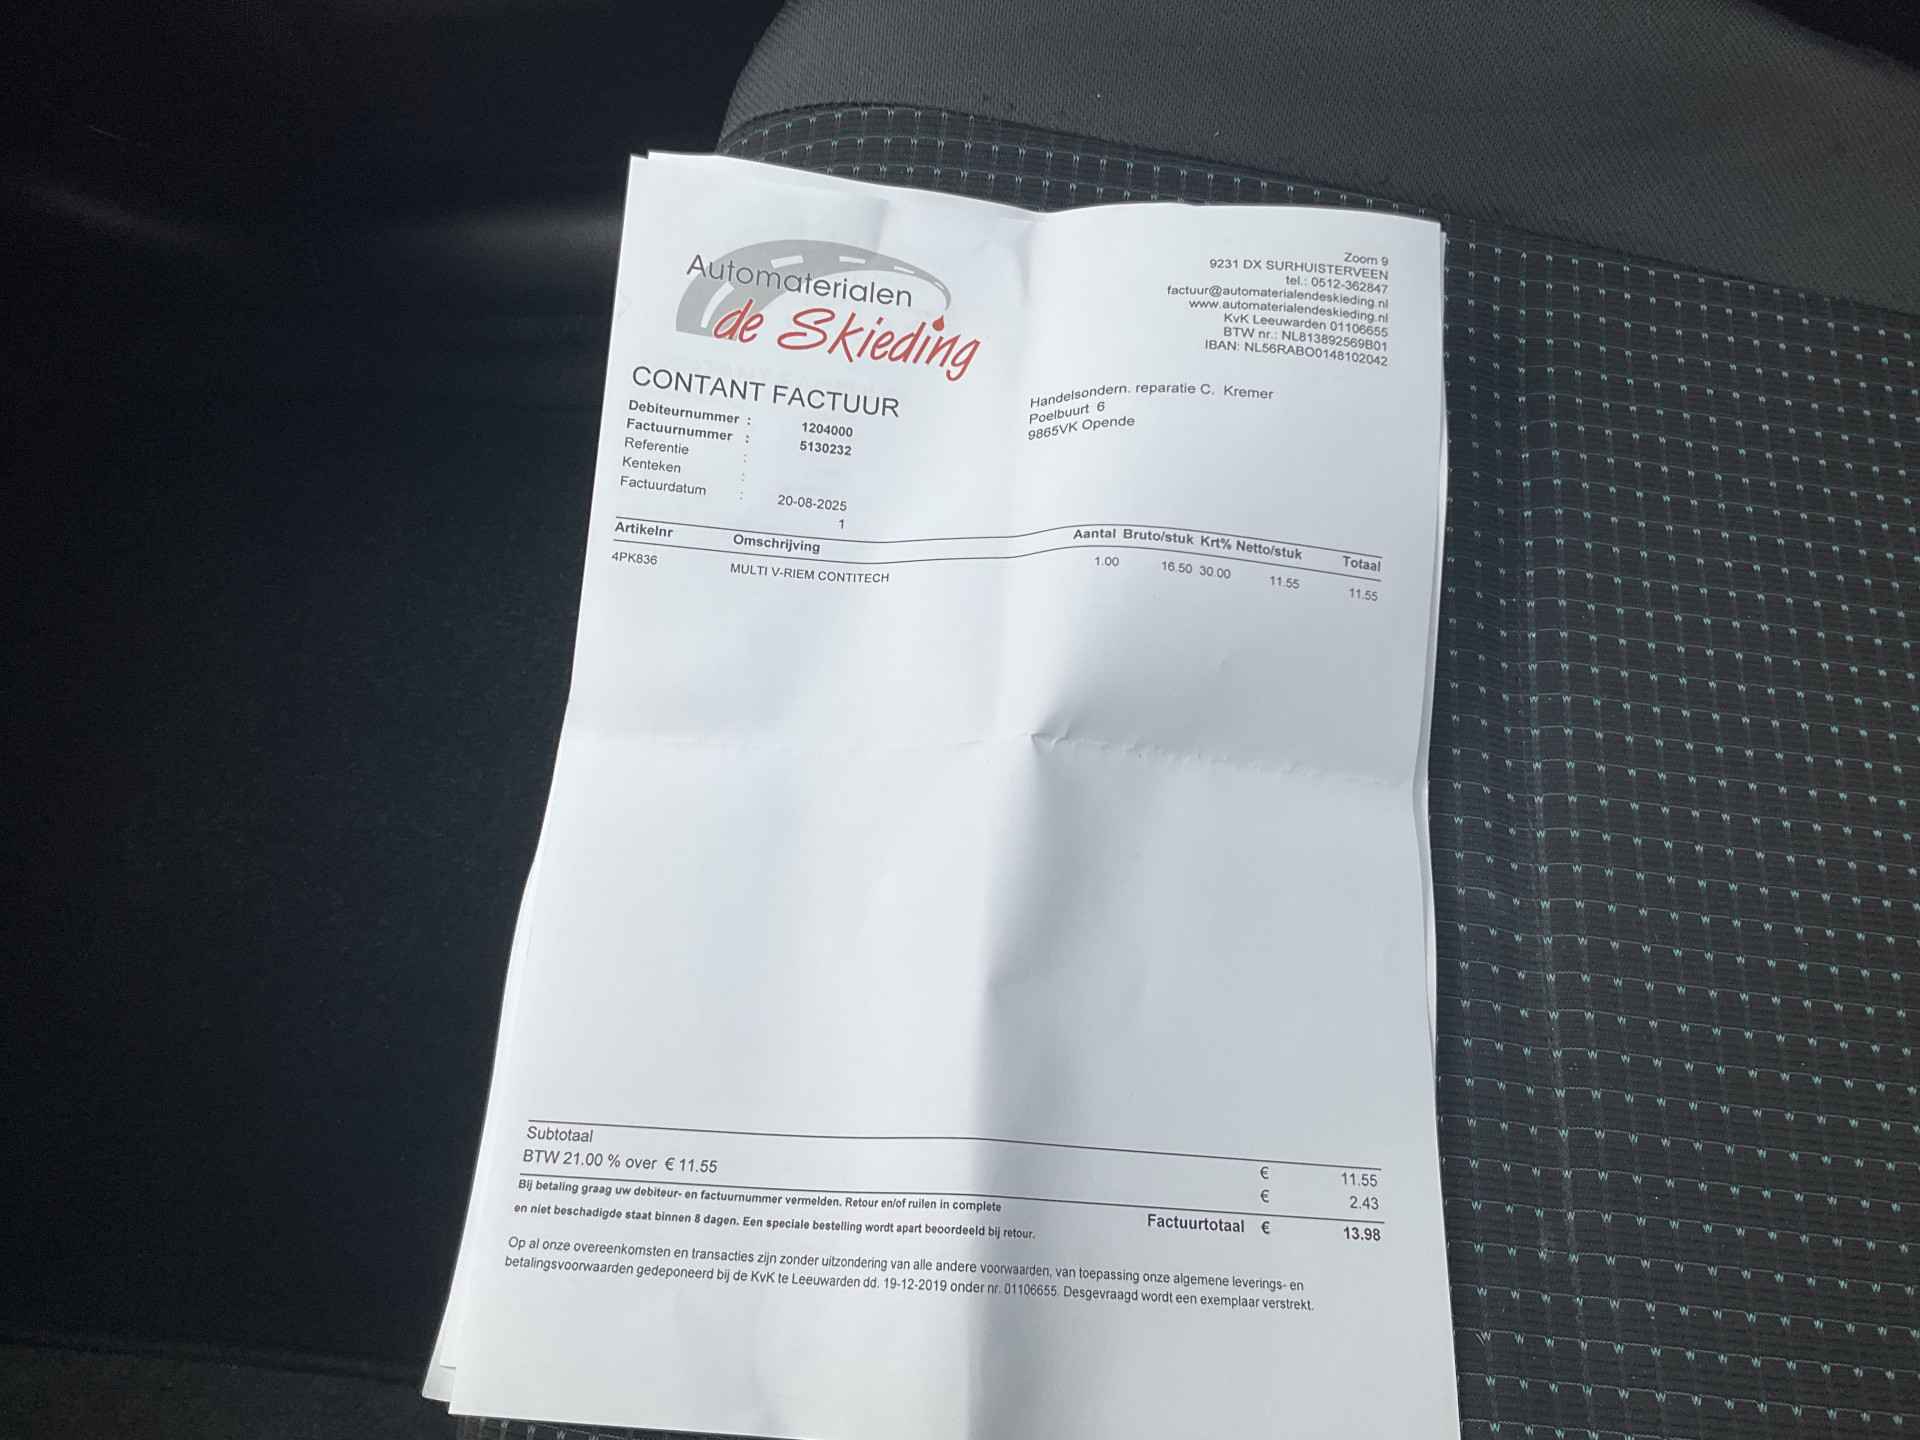 Automaterialen
de Skieding
Zoom 9
9231 DX SURHUISTERVEEN
tel.: 0512-362847
factuur@automaterialendeskieding.nl
www.automaterialendeskieding.nl
KvK Leeuwarden 01106655
BTW nr.: NL813892569B01
IBAN: NL56RABO0148102042
CONTANT FACTUUR
Handelsondern. reparatie C. Kremer
Poelbuurt 6
9865VK Opende
Debiteurnummer : 1204000
Factuurnummer : 5130232
Referentie :
Kenteken :
Factuurdatum : 20-08-2025
1
Artikelnr Omschrijving Aantal Bruto/stuk Krt% Netto/stuk Totaal
4PK836 MULTI V-RIEM CONTITECH 1.00 16.50 30.00 11.55 11.55
Subtotaal € 11.55
BTW 21.00 % over € 11.55 € 2.43
Bij betaling graag uw debiteur- en factuurnummer vermelden. Retour en/of ruilen in complete
en niet beschadigde staat binnen 8 dagen. Een speciale bestelling wordt apart beoordeeld bij retour.
Factuurtotaal € 13.98
Op al onze overeenkomsten en transacties zijn zonder uitzondering van alle andere voorwaarden, van toepassing onze algemene leverings- en
betalingsvoorwaarden gedeponeerd bij de KvK te Leeuwarden dd. 19-12-2019 onder nr. 01106655. Desgevraagd wordt een exemplaar verstrekt.